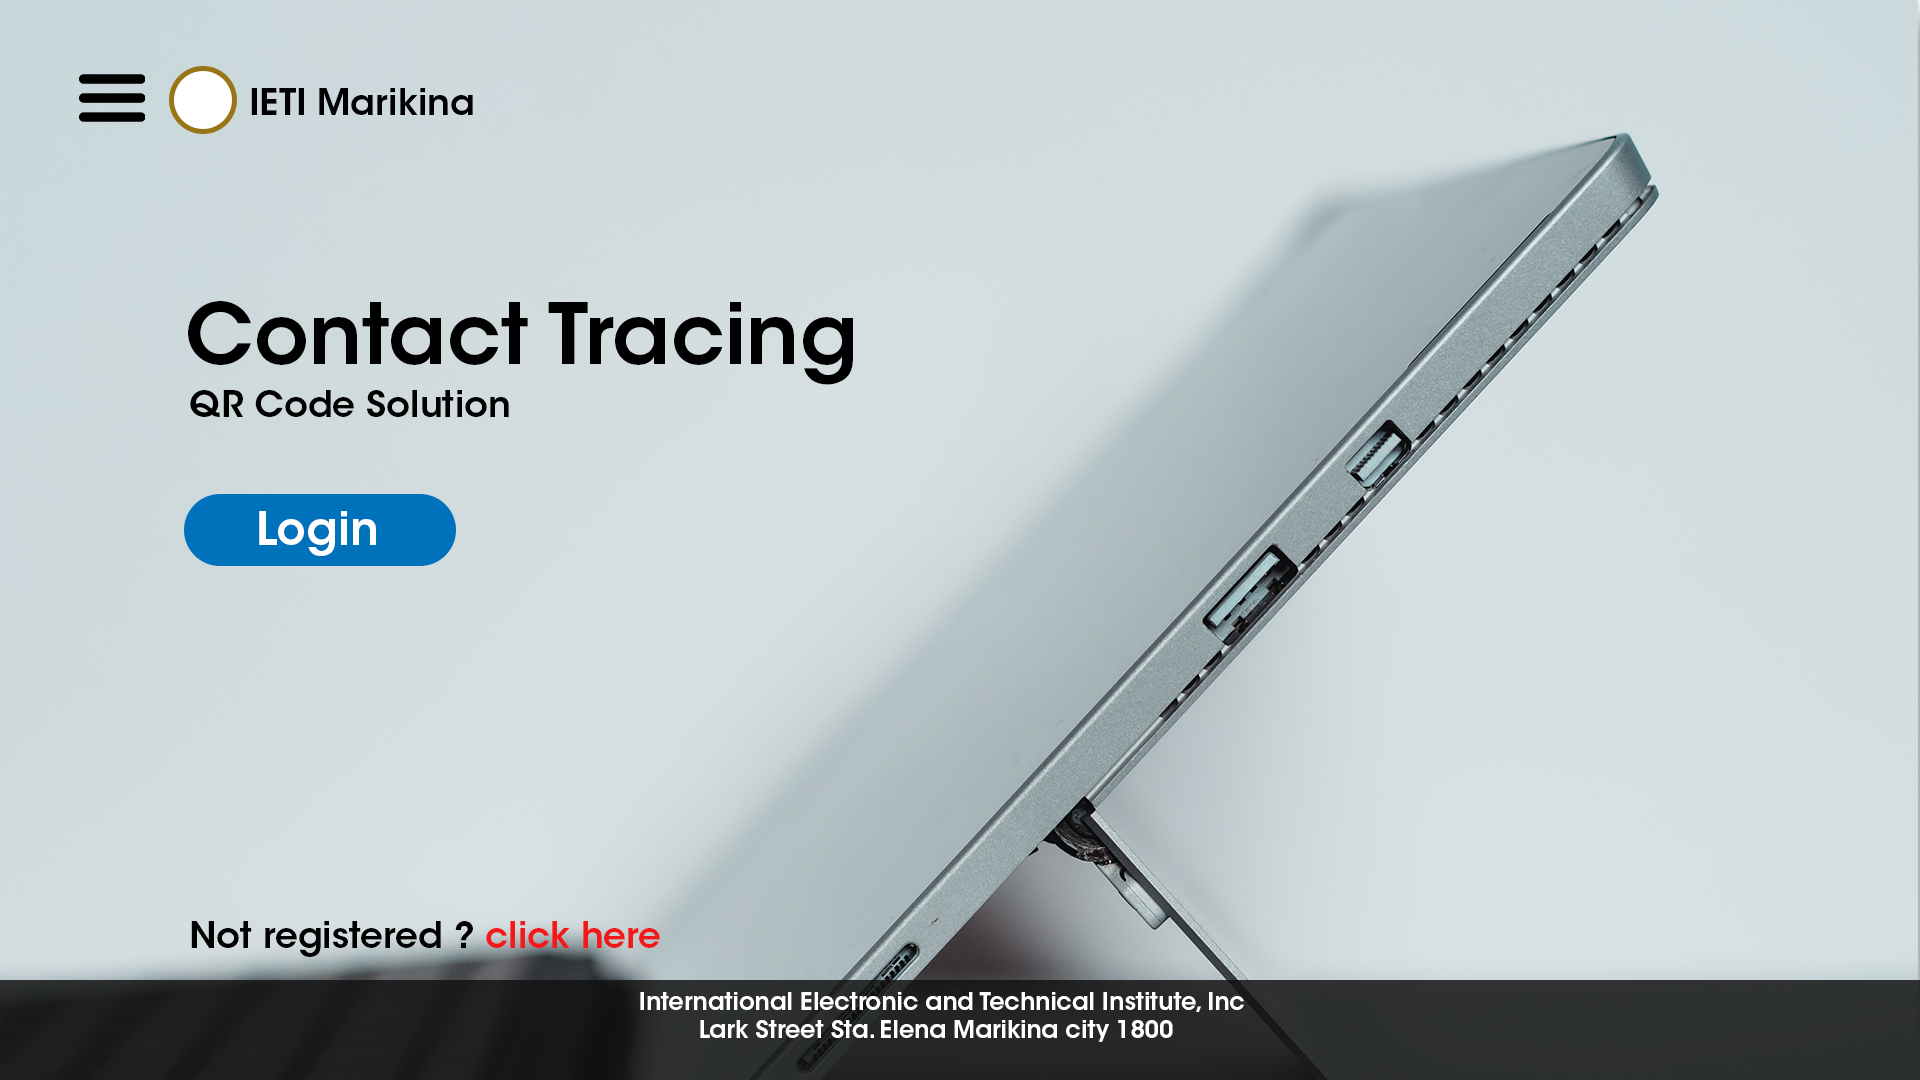 IETI Marikina
Contact Tracing
QR Code Solution
Login
Not registered ? click here
International Electronic and Technical Institute, Inc
Lark Street Sta. Elena Marikina city 1800